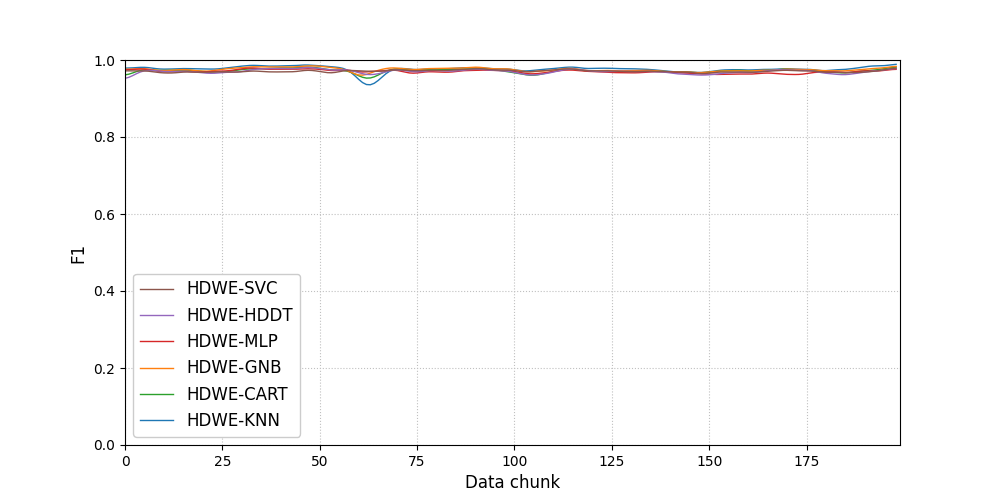 1.0
0.8
0.6
0.4
0.2
0.0
F1
HDWE-SVC
HDWE-HDDT
HDWE-MLP
HDWE-GNB
HDWE-CART
HDWE-KNN
0 25 50 75 100 125 150 175
Data chunk